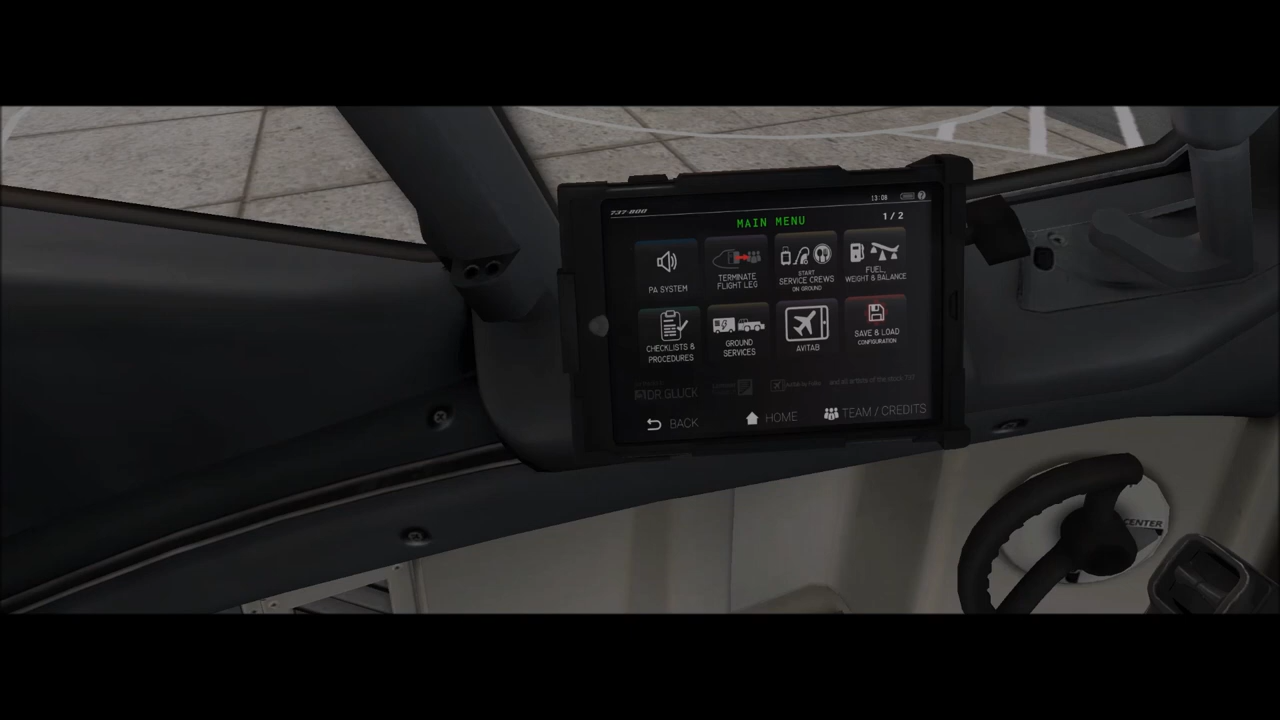 737-800
13:08
MAIN MENU
1 / 2
PA SYSTEM
TERMINATE
FLIGHT LEG
START
SERVICE CREWS
ON GROUND
FUEL,
WEIGHT & BALANCE
CHECKLISTS &
PROCEDURES
GROUND
SERVICES
AVITAB
SAVE & LOAD
CONFIGURATION
DR GLUCK
BACK
HOME
TEAM / CREDITS
CENTER